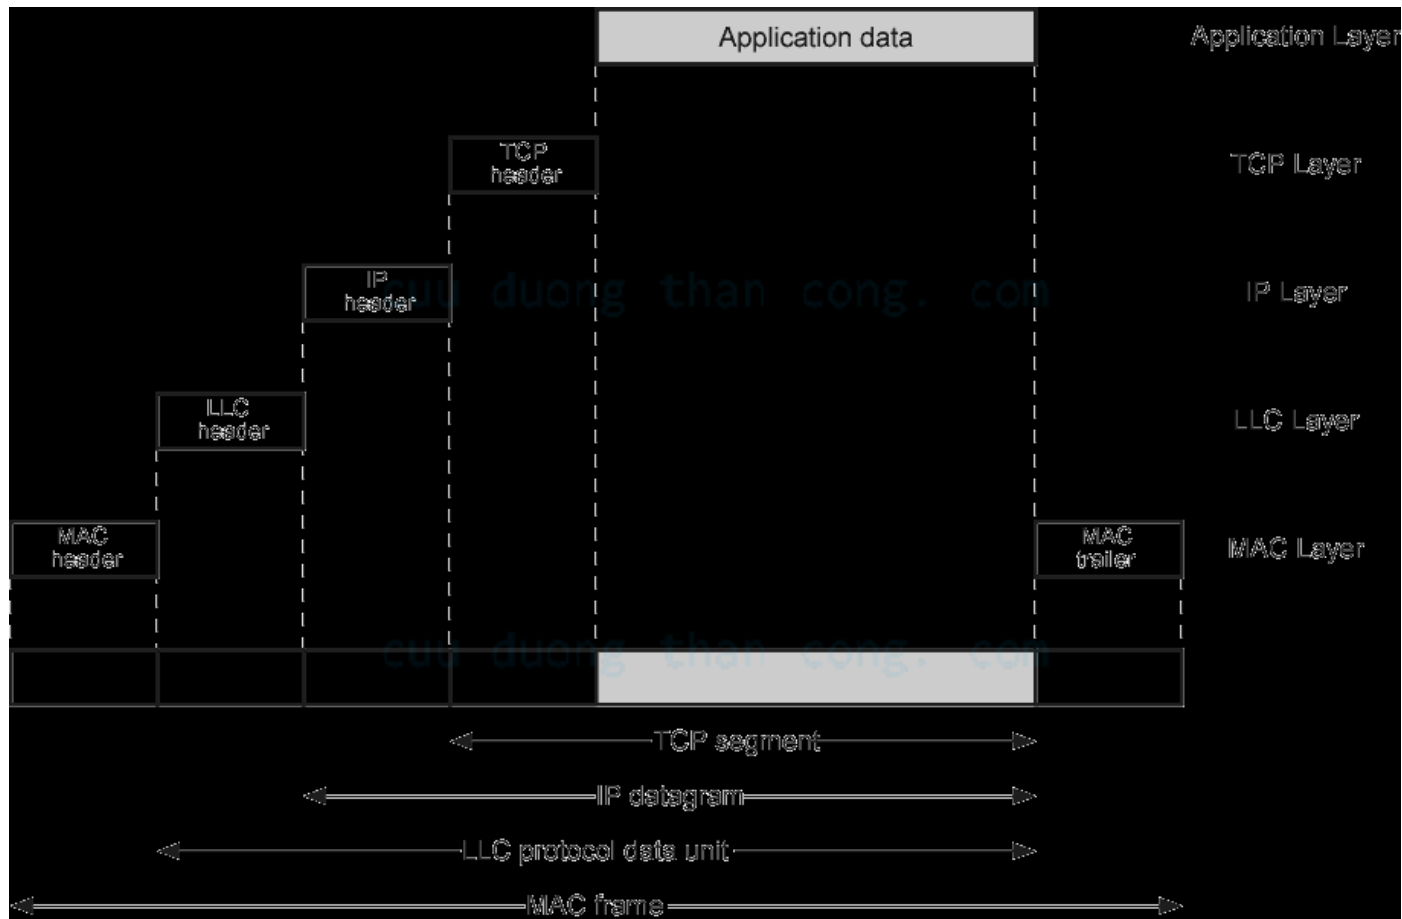 Application data
Application Layer
TCP
header
TCP Layer
IP
header
IP Layer
cuu duong than cong. com
LLC
header
LLC Layer
MAC
header
MAC
trailer
MAC Layer
cuu duong than cong. com
TCP segment
IP datagram
LLC protocol data unit
MAC frame